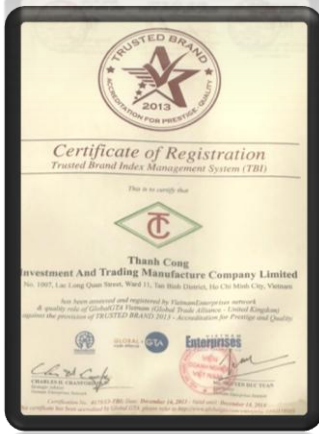 TRUSTED BRAND
2013
ACCREDITATION FOR PRESTIGE - QUALITY
Certificate of Registration
Trusted Brand Index Management System (TBI)
This is to certify that
TC
Thanh Cong
Investment And Trading Manufacture Company Limited
No. 1007, Lac Long Quan Street, Ward 11, Tan Binh District, Ho Chi Minh City, Vietnam
has been assessed and registered by VietnamEnterprises network
& quality role of GlobalGTA Vietnam (Global Trade Alliance - United Kingdom)
against the provision of TRUSTED BRAND 2013 - Accreditation for Prestige and Quality
GTA
VIETNAM
Enterprises